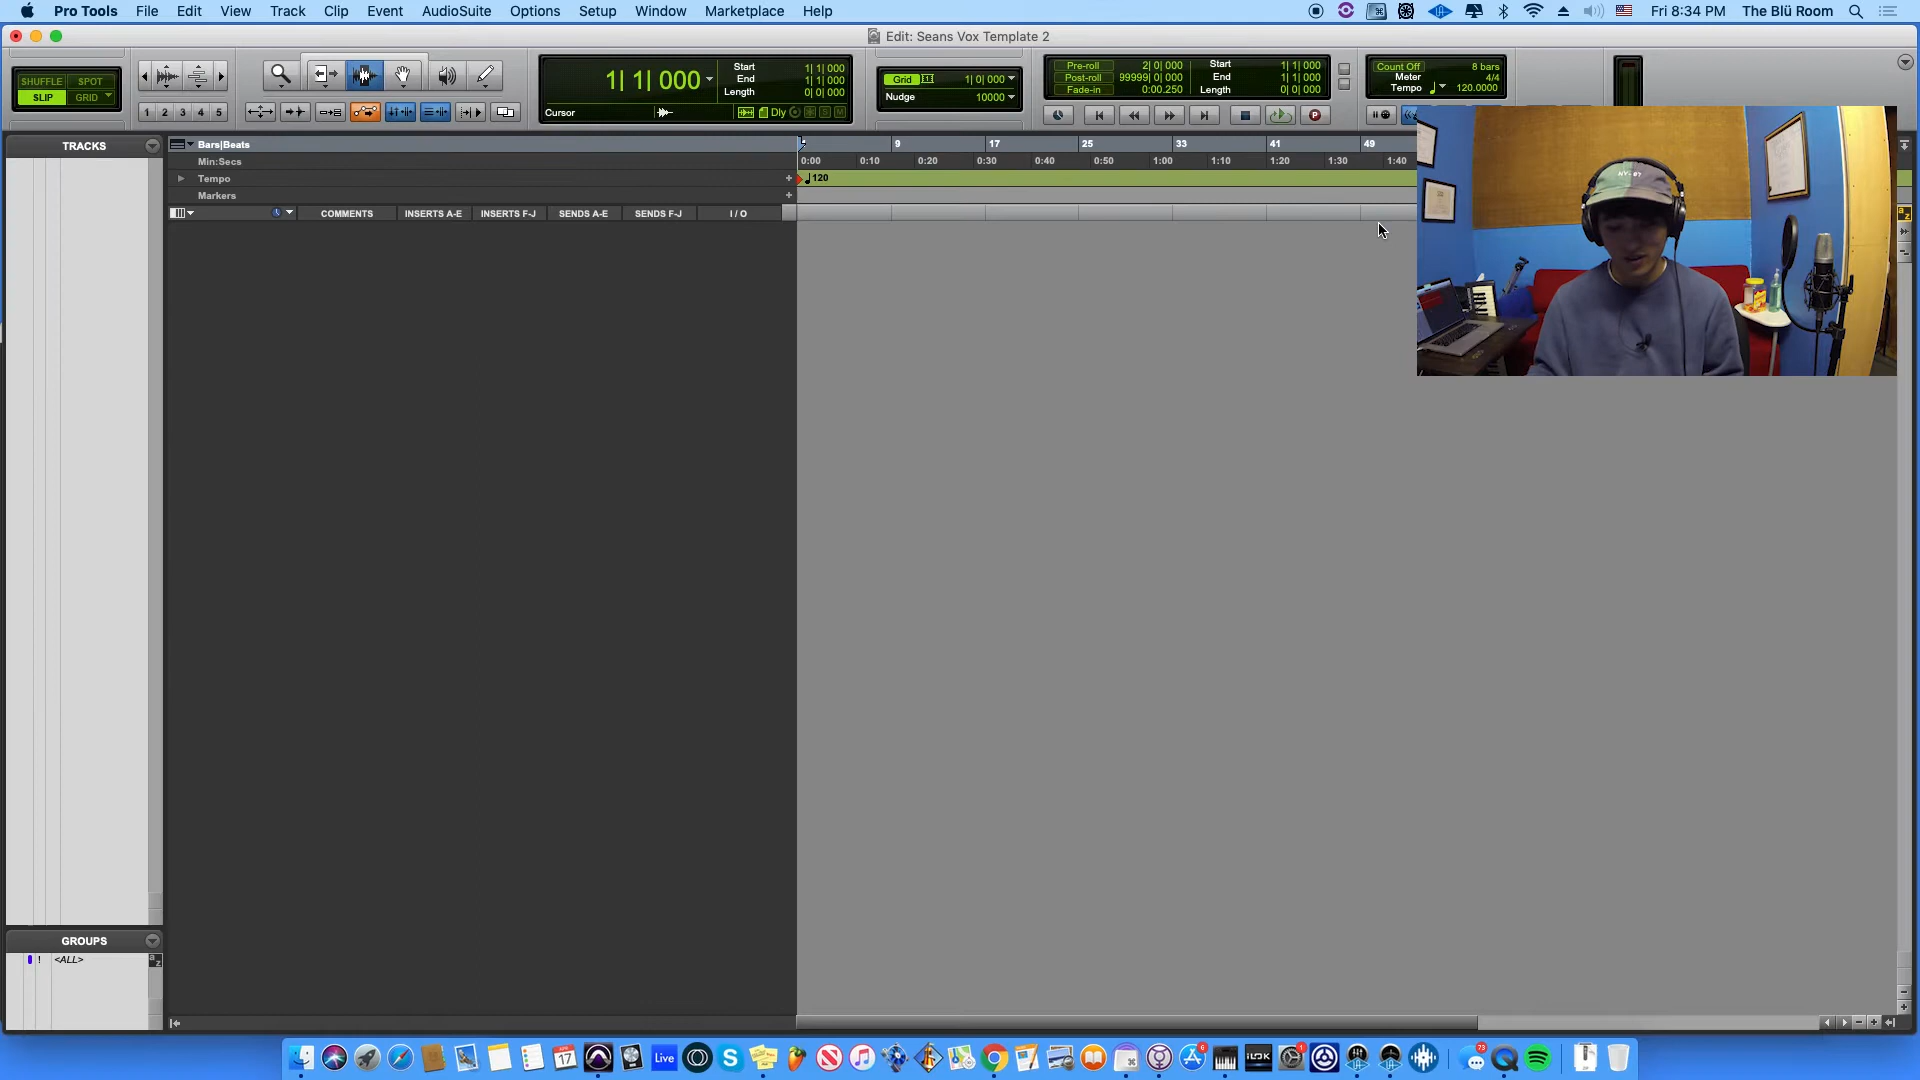 Pro Tools File Edit View Track Clip Event AudioSuite Options Setup Window Marketplace Help Fri 8:34 PM The Blü Room
Edit: Seans Vox Template 2
SHUFFLE SPOT
SLIP GRID
1 2 3 4 5
1| 1| 000
Start 1| 1| 000
End 1| 1| 000
Length 0| 0| 000
Cursor Dly S M
Grid 1| 0| 000
Nudge 10000
Pre-roll 2| 0| 000
Post-roll 99999| 0| 000
Fade-in 0:00.250
Start 1| 1| 000
End 1| 1| 000
Length 0| 0| 000
Count Off 8 bars
Meter 4/4
Tempo 120.0000
TRACKS
Bars|Beats 9 17 25 33 41 49
Min:Secs 0:00 0:10 0:20 0:30 0:40 0:50 1:00 1:10 1:20 1:30 1:40
Tempo 120
Markers
COMMENTS INSERTS A-E INSERTS F-J SENDS A-E SENDS F-J I / O
GROUPS
! <ALL>
17
Live
iLOK
73